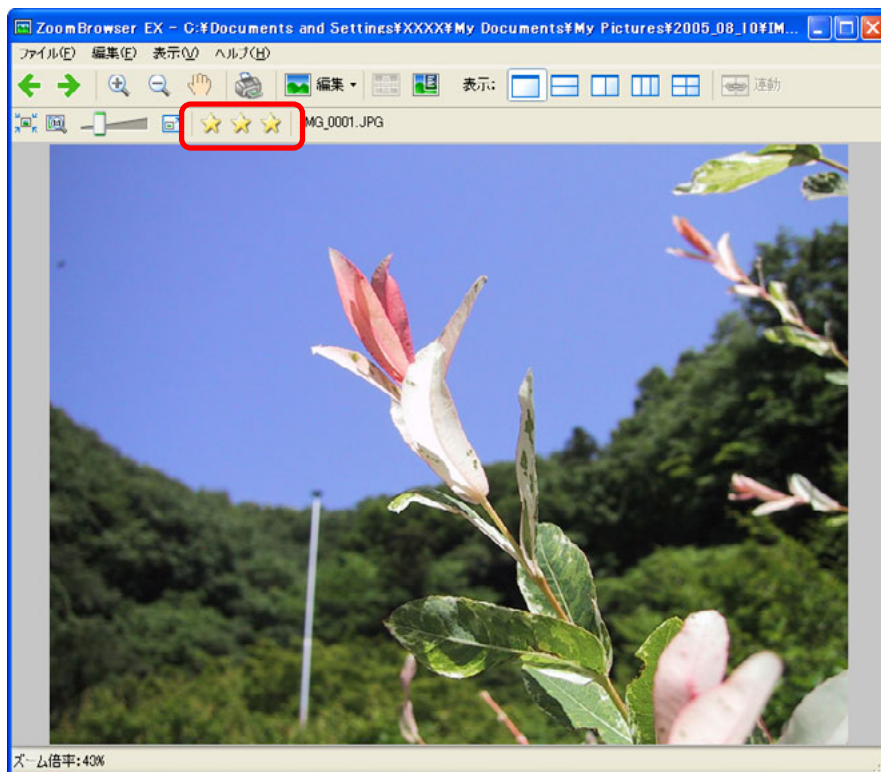 ZoomBrowser EX - C:¥Documents and Settings¥XXXX¥My Documents¥My Pictures¥2005_08_10¥IM...
ファイル(F) 編集(E) 表示(V) ヘルプ(H)
編集 表示: 連動
MG_0001.JPG
ズーム倍率:43%